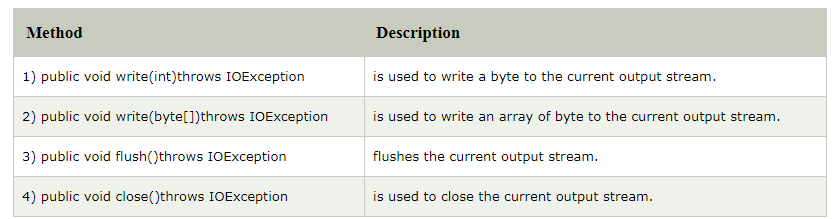 Method Description
1) public void write(int)throws IOException is used to write a byte to the current output stream.
2) public void write(byte[])throws IOException is used to write an array of byte to the current output stream.
3) public void flush()throws IOException flushes the current output stream.
4) public void close()throws IOException is used to close the current output stream.